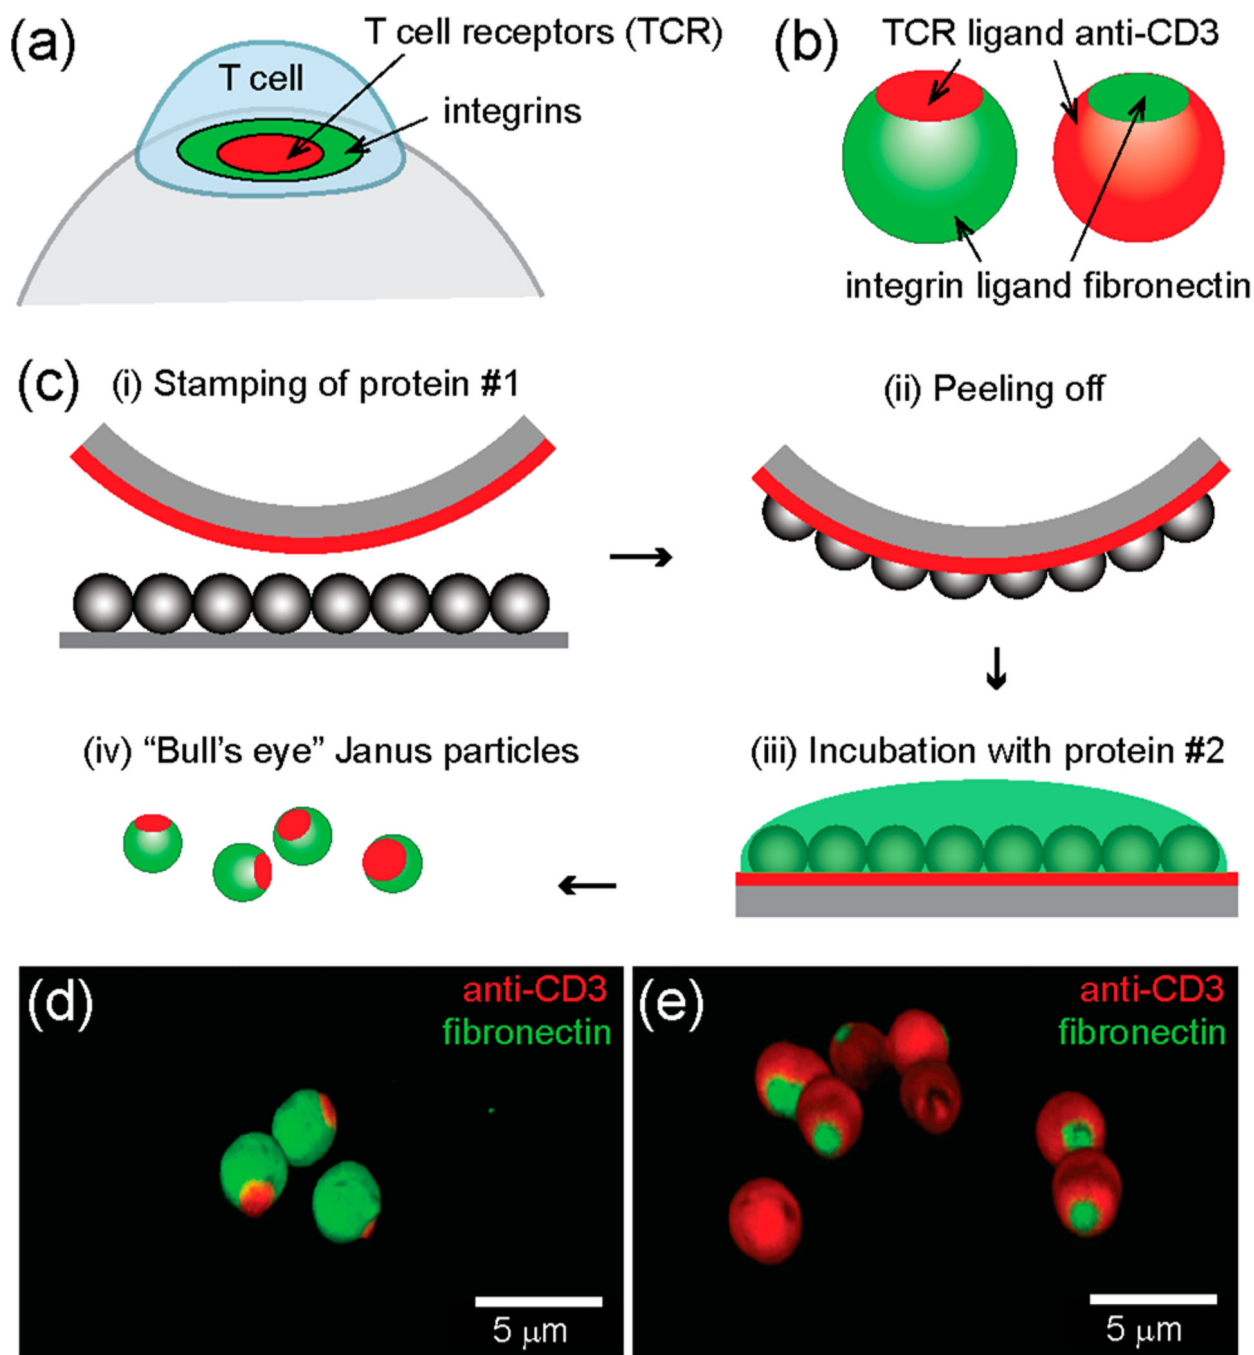 (a)
T cell receptors (TCR)
T cell
integrins
(b)
TCR ligand anti-CD3
integrin ligand fibronectin
(c)
(i) Stamping of protein #1
(ii) Peeling off
(iv) “Bull's eye” Janus particles
(iii) Incubation with protein #2
(d)
anti-CD3
fibronectin
5 μm
(e)
anti-CD3
fibronectin
5 μm